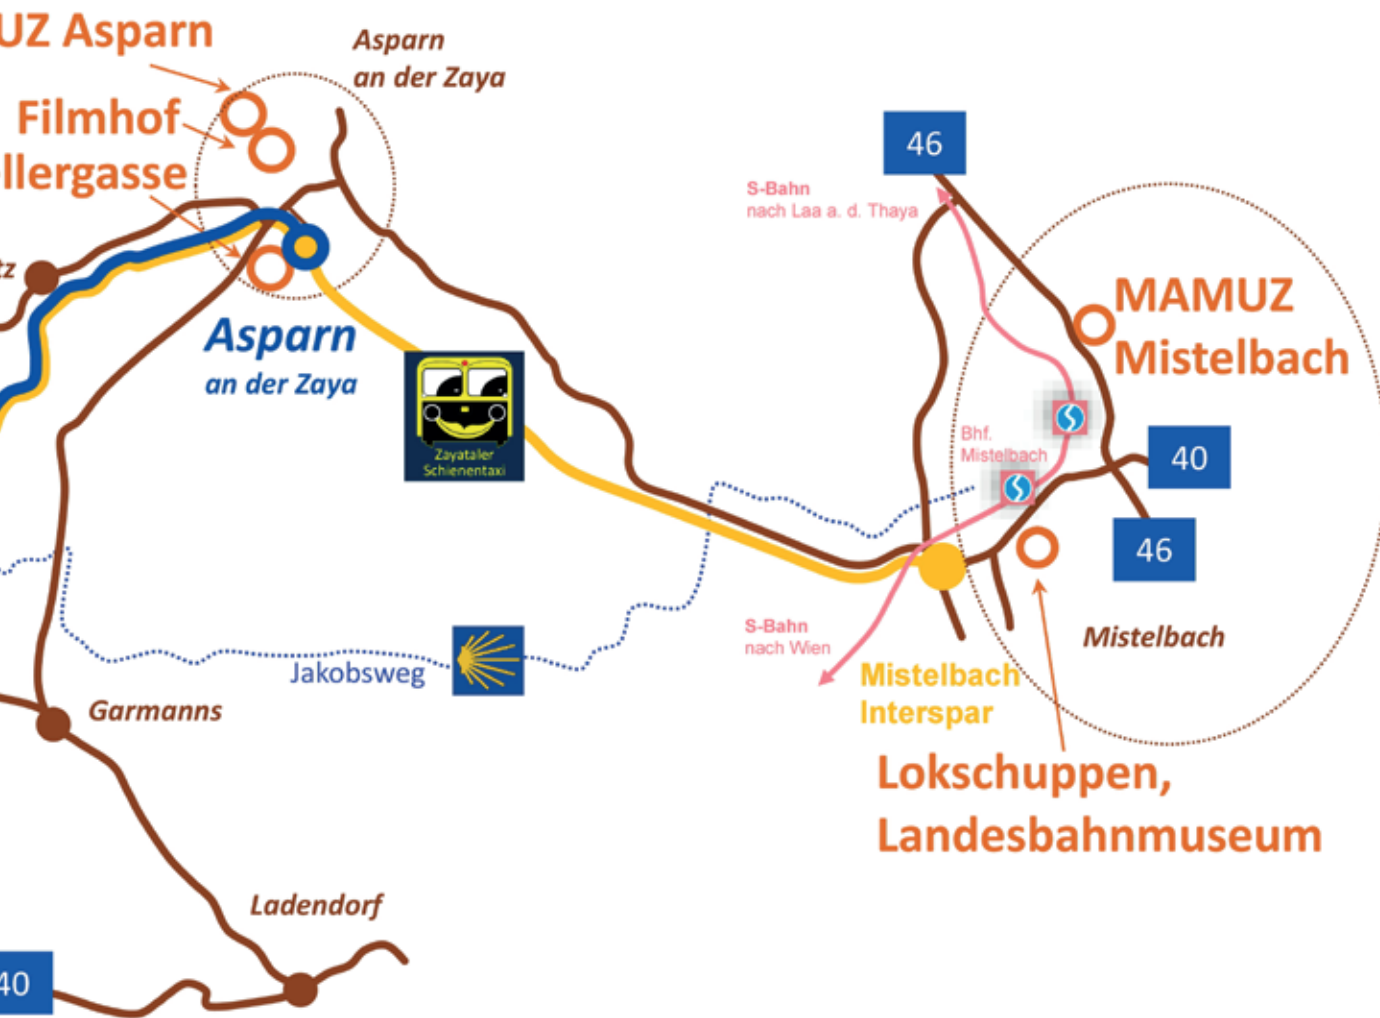 UZ Asparn
Filmhof
llergasse
Asparn
an der Zaya
tz
Asparn
an der Zaya
Zayataler
Schienentaxi
46
S-Bahn
nach Laa a. d. Thaya
MAMUZ
Mistelbach
Bhf.
Mistelbach
40
46
Mistelbach
S-Bahn
nach Wien
Mistelbach
Interspar
Lokschuppen,
Landesbahnmuseum
Jakobsweg
Garmanns
Ladendorf
40